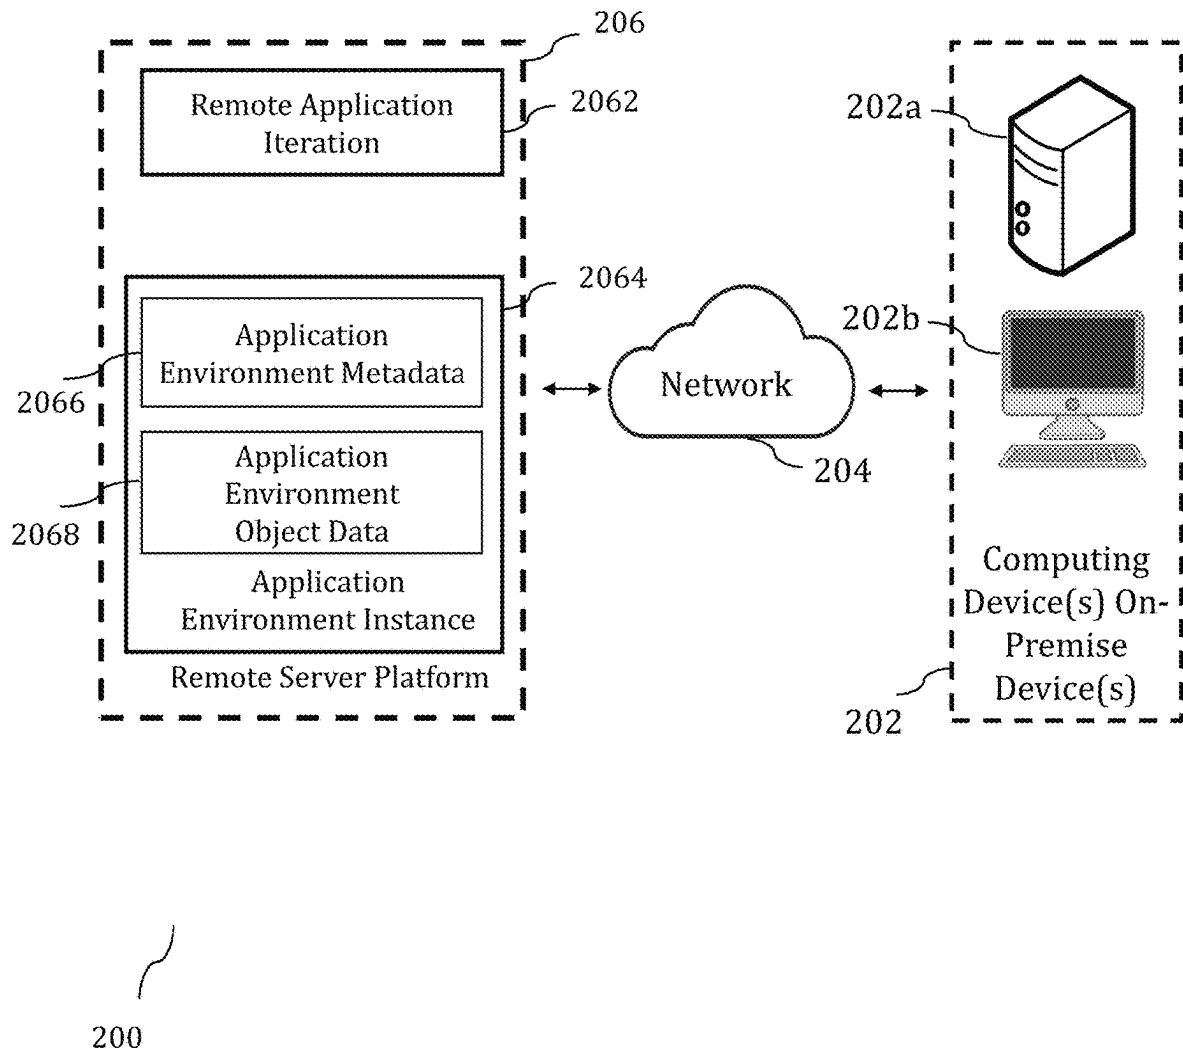 206
Remote Application
Iteration
2062
2064
Application
Environment Metadata
2066
Application
Environment
Object Data
2068
Application
Environment Instance
Remote Server Platform
Network
204
202a
202b
Computing
Device(s) On-
Premise
Device(s)
202
200